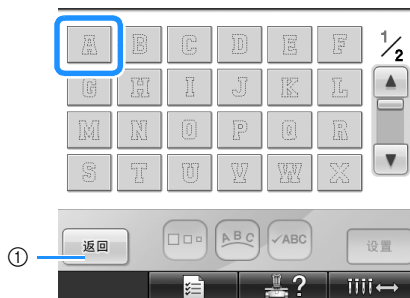 A B C D E F 1/2
G H I J K L
M N O P Q R
S T U V W X
① 返回 ABC ✓ABC 设置
?